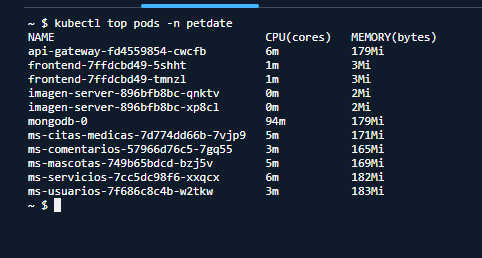 ~ $ kubectl top pods -n petdate
NAME CPU(cores) MEMORY(bytes)
api-gateway-fd4559854-cwcfb 6m 179Mi
frontend-7ffdcbd49-5shht 1m 3Mi
frontend-7ffdcbd49-tmnzl 1m 3Mi
imagen-server-896bfb8bc-qnktv 0m 2Mi
imagen-server-896bfb8bc-xp8cl 0m 2Mi
mongodb-0 94m 179Mi
ms-citas-medicas-7d774dd66b-7vjp9 5m 171Mi
ms-comentarios-57966d76c5-7gq55 3m 165Mi
ms-mascotas-749b65bdcd-bzj5v 5m 169Mi
ms-servicios-7cc5dc98f6-xxqcx 6m 182Mi
ms-usuarios-7f686c8c4b-w2tkw 3m 183Mi
~ $